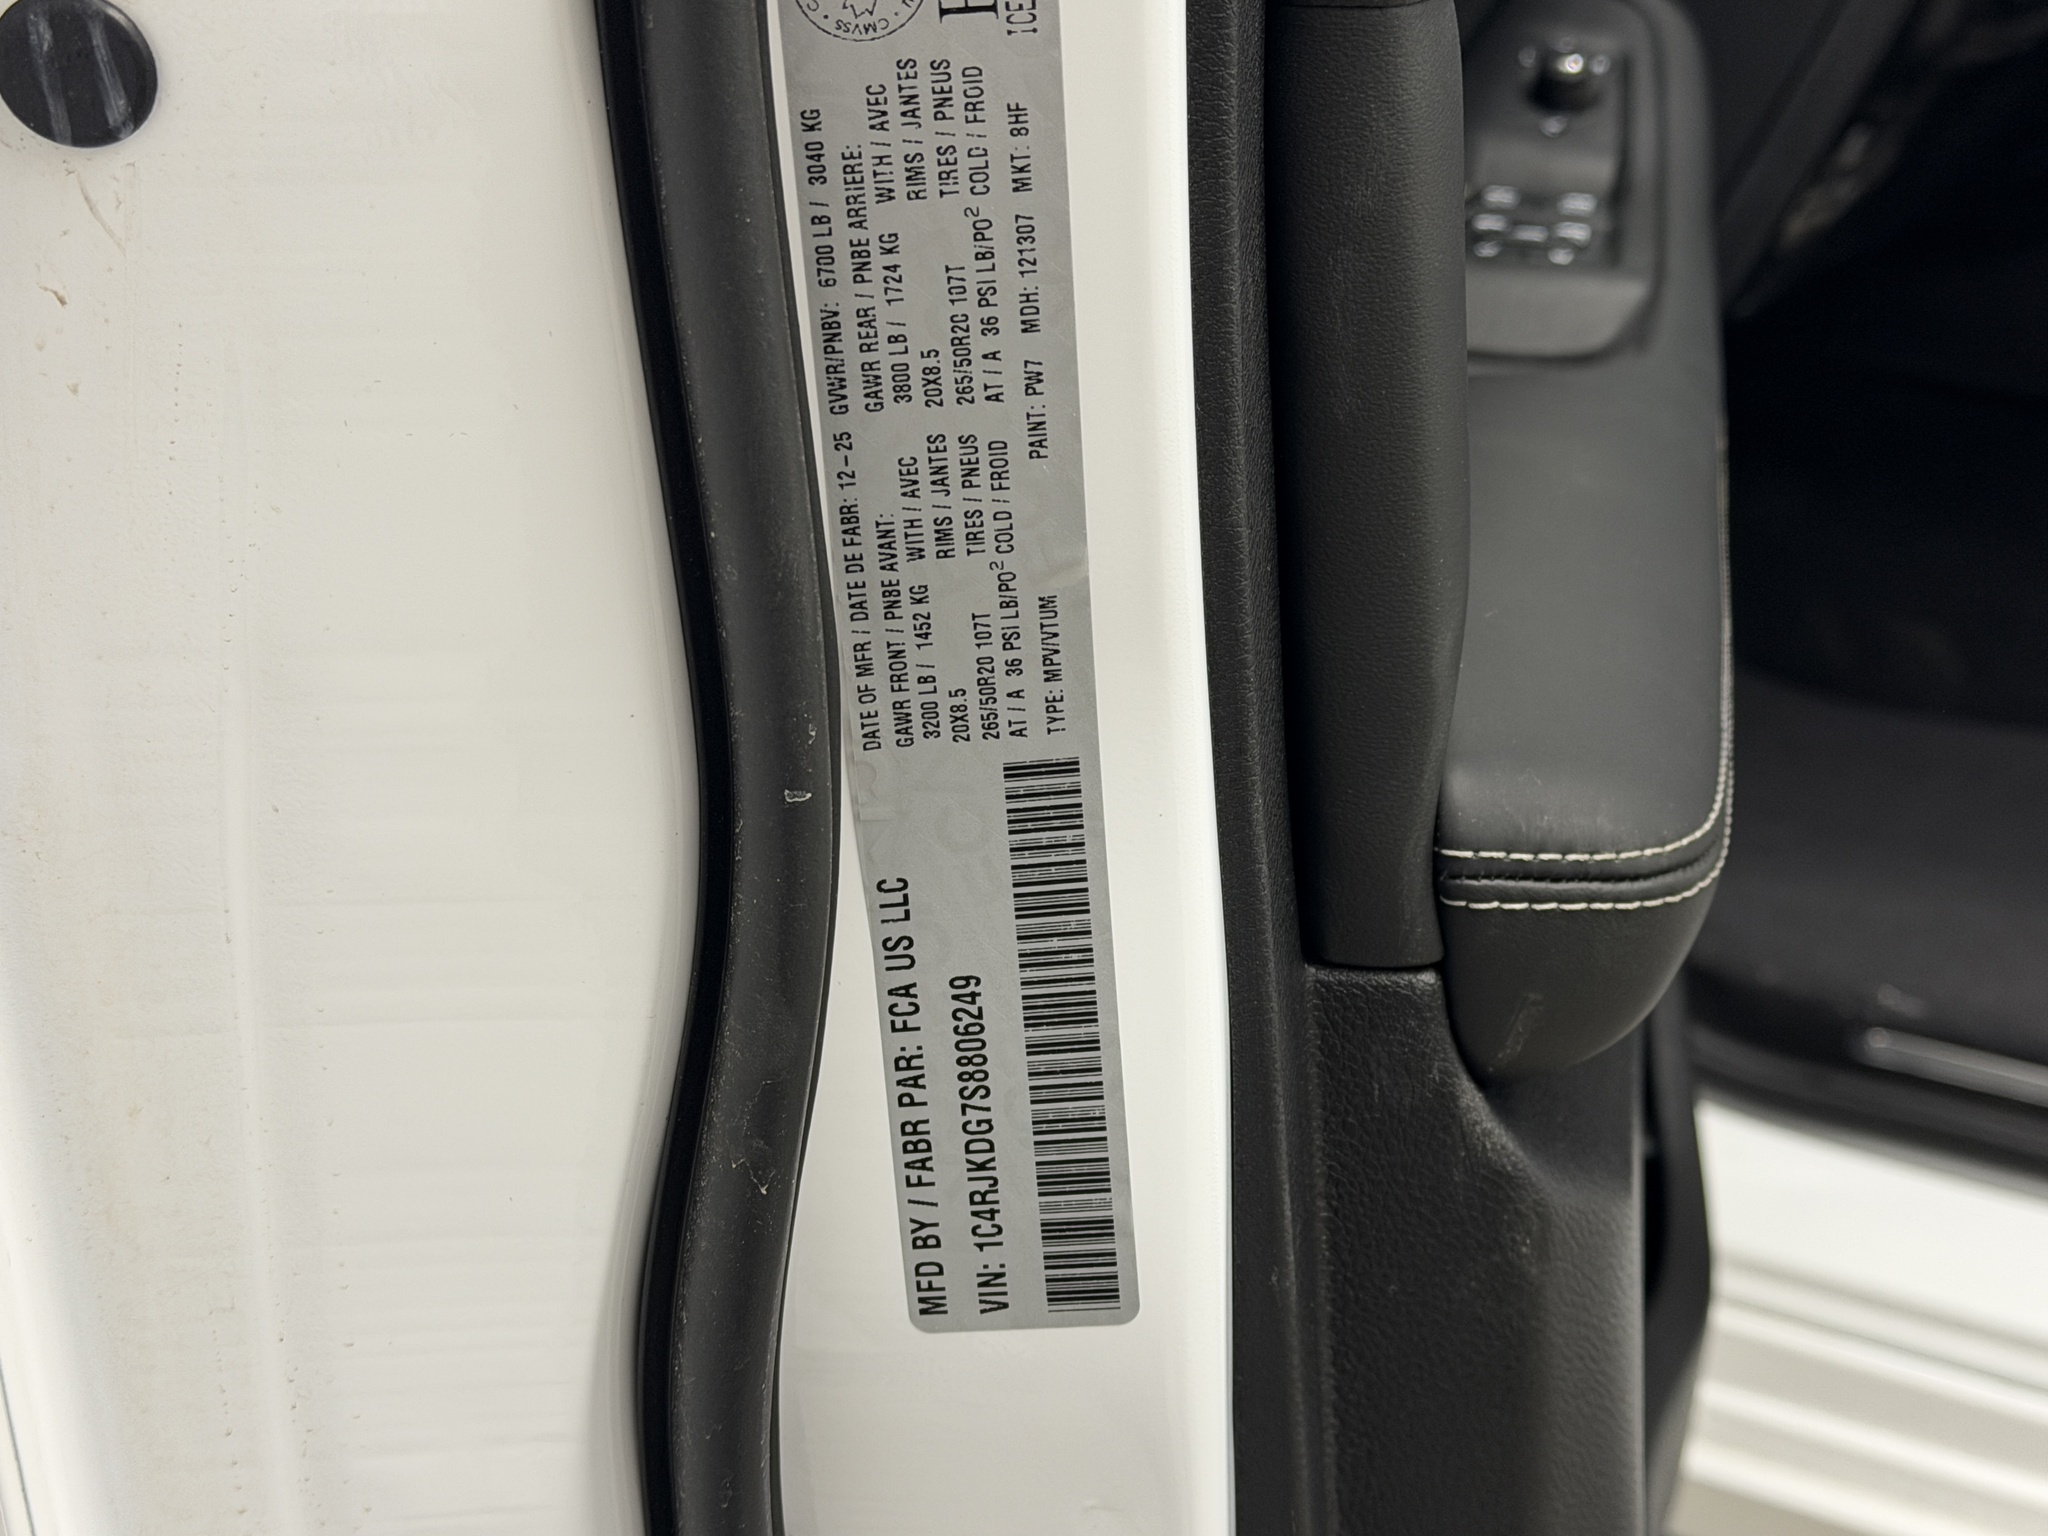 MFD BY / FABR PAR: FCA US LLC
VIN: 1C4RJKDG7S8806249
DATE OF MFR / DATE DE FABR: 12-25 GVWR/PNBV: 6700 LB / 3040 KG
GAWR FRONT / PNBE AVANT: GAWR REAR / PNBE ARRIERE:
3200 LB / 1452 KG WITH / AVEC 3800 LB / 1724 KG WITH / AVEC
20X8.5 RIMS / JANTES 20X8.5 RIMS / JANTES
265/50R20 107T TIRES / PNEUS 265/50R20 107T TIRES / PNEUS
AT / A 36 PSI LB/PO² COLD / FROID AT / A 36 PSI LB/PO² COLD / FROID
TYPE: MPV/VTUM PAINT: PW7 MDH: 121307 MKT: 8HF
CMVSS